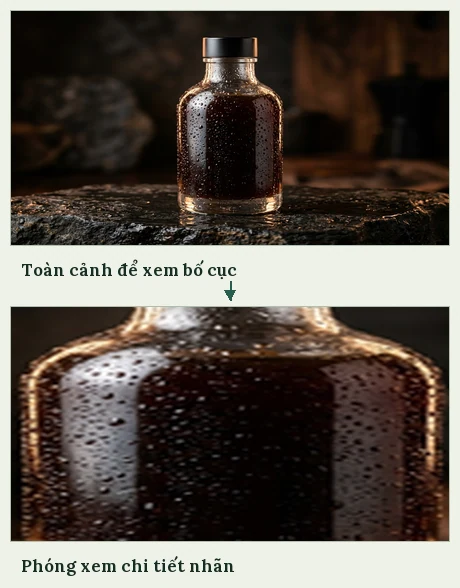 Toàn cảnh để xem bố cục
Phóng xem chi tiết nhãn